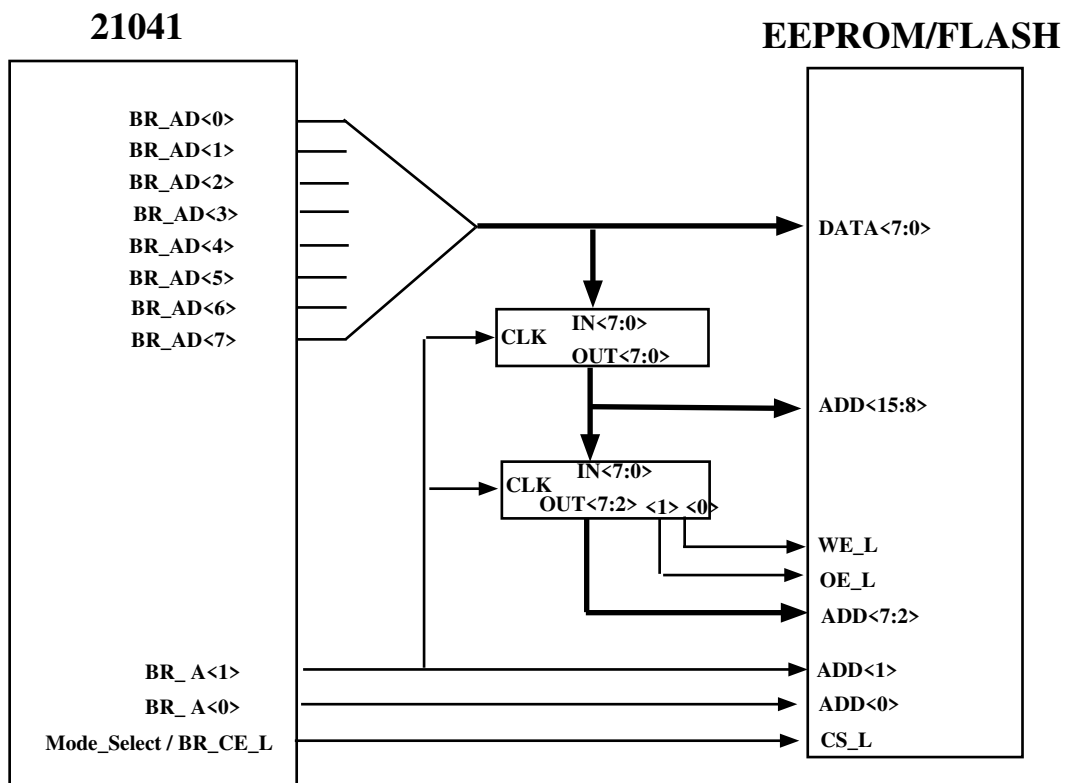 21041
EEPROM/FLASH
BR_AD<0>
BR_AD<1>
BR_AD<2>
BR_AD<3>
BR_AD<4>
BR_AD<5>
BR_AD<6>
BR_AD<7>
DATA<7:0>
CLK
IN<7:0>
OUT<7:0>
ADD<15:8>
CLK
IN<7:0>
OUT<7:2> <1> <0>
WE_L
OE_L
ADD<7:2>
BR_ A<1>
ADD<1>
BR_ A<0>
ADD<0>
Mode_Select / BR_CE_L
CS_L